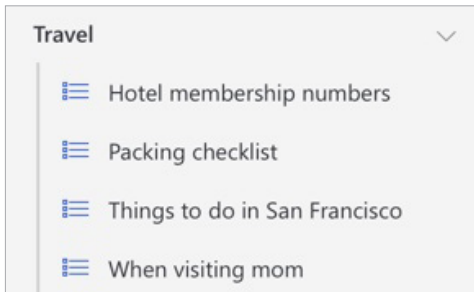 Travel
Hotel membership numbers
Packing checklist
Things to do in San Francisco
When visiting mom